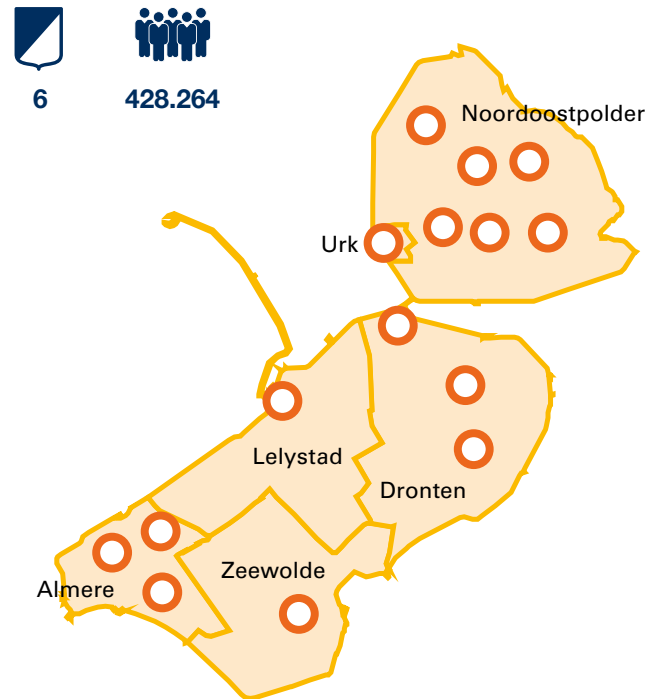 6
428.264
Noordoostpolder
Urk
Lelystad
Dronten
Zeewolde
Almere